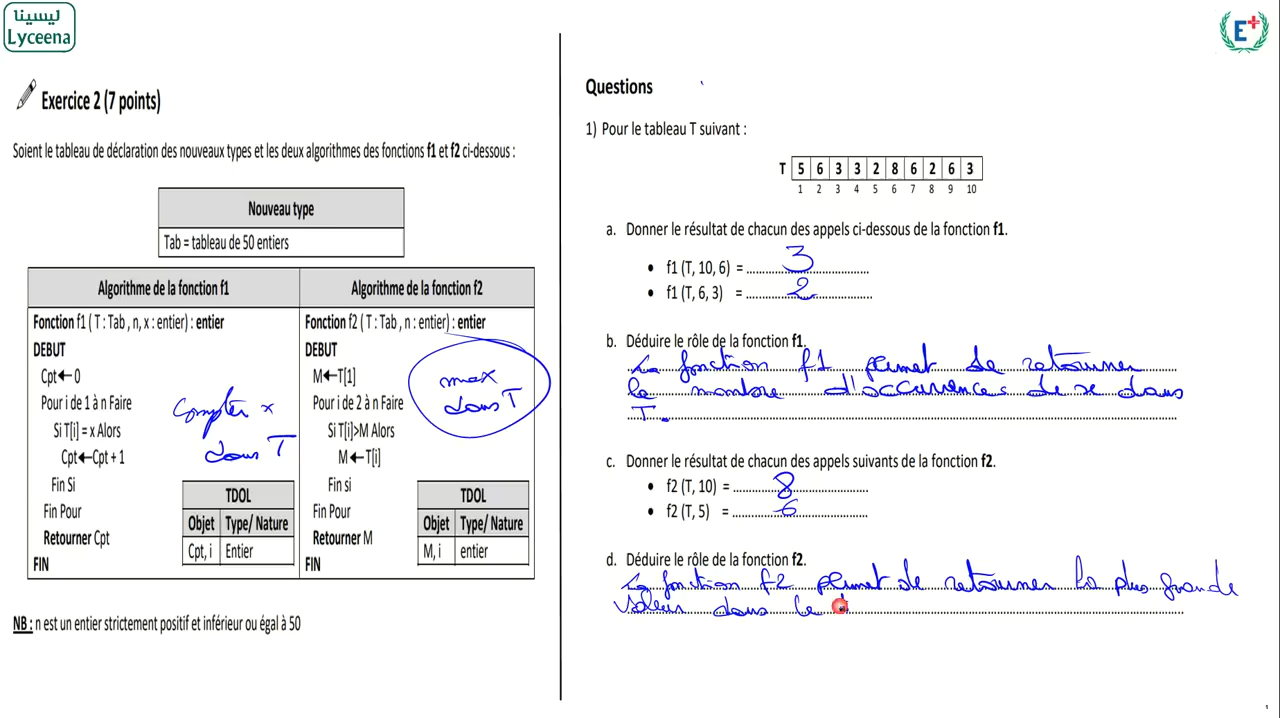 ليسينا
Lyceena
E+
Exercice 2 (7 points)
Soient le tableau de déclaration des nouveaux types et les deux algorithmes des fonctions f1 et f2 ci-dessous :
Nouveau type
Tab = tableau de 50 entiers
Algorithme de la fonction f1
Fonction f1 ( T : Tab , n, x : entier) : entier
DEBUT
Cpt ← 0
Pour i de 1 à n Faire
Si T[i] = x Alors
Cpt ← Cpt + 1
Fin Si
Fin Pour
Retourner Cpt
FIN
Compter x
dans T
TDOL
Objet Type/ Nature
Cpt, i Entier
Algorithme de la fonction f2
Fonction f2 ( T : Tab , n : entier) : entier
DEBUT
M ← T[1]
Pour i de 2 à n Faire
Si T[i]>M Alors
M ← T[i]
Fin si
Fin Pour
Retourner M
FIN
max
dans T
TDOL
Objet Type/ Nature
M, i entier
NB : n est un entier strictement positif et inférieur ou égal à 50
Questions
1) Pour le tableau T suivant :
T 5 6 3 3 2 8 6 2 6 3
1 2 3 4 5 6 7 8 9 10
a. Donner le résultat de chacun des appels ci-dessous de la fonction f1.
• f1 (T, 10, 6) = 3
• f1 (T, 6, 3) = 2
b. Déduire le rôle de la fonction f1.
La fonction f1 permet de retourner
le nombre d'occurrences de x dans
T.
c. Donner le résultat de chacun des appels suivants de la fonction f2.
• f2 (T, 10) = 8
• f2 (T, 5) = 6
d. Déduire le rôle de la fonction f2.
La fonction f2 permet de retourner la plus grande
valeur dans le
1